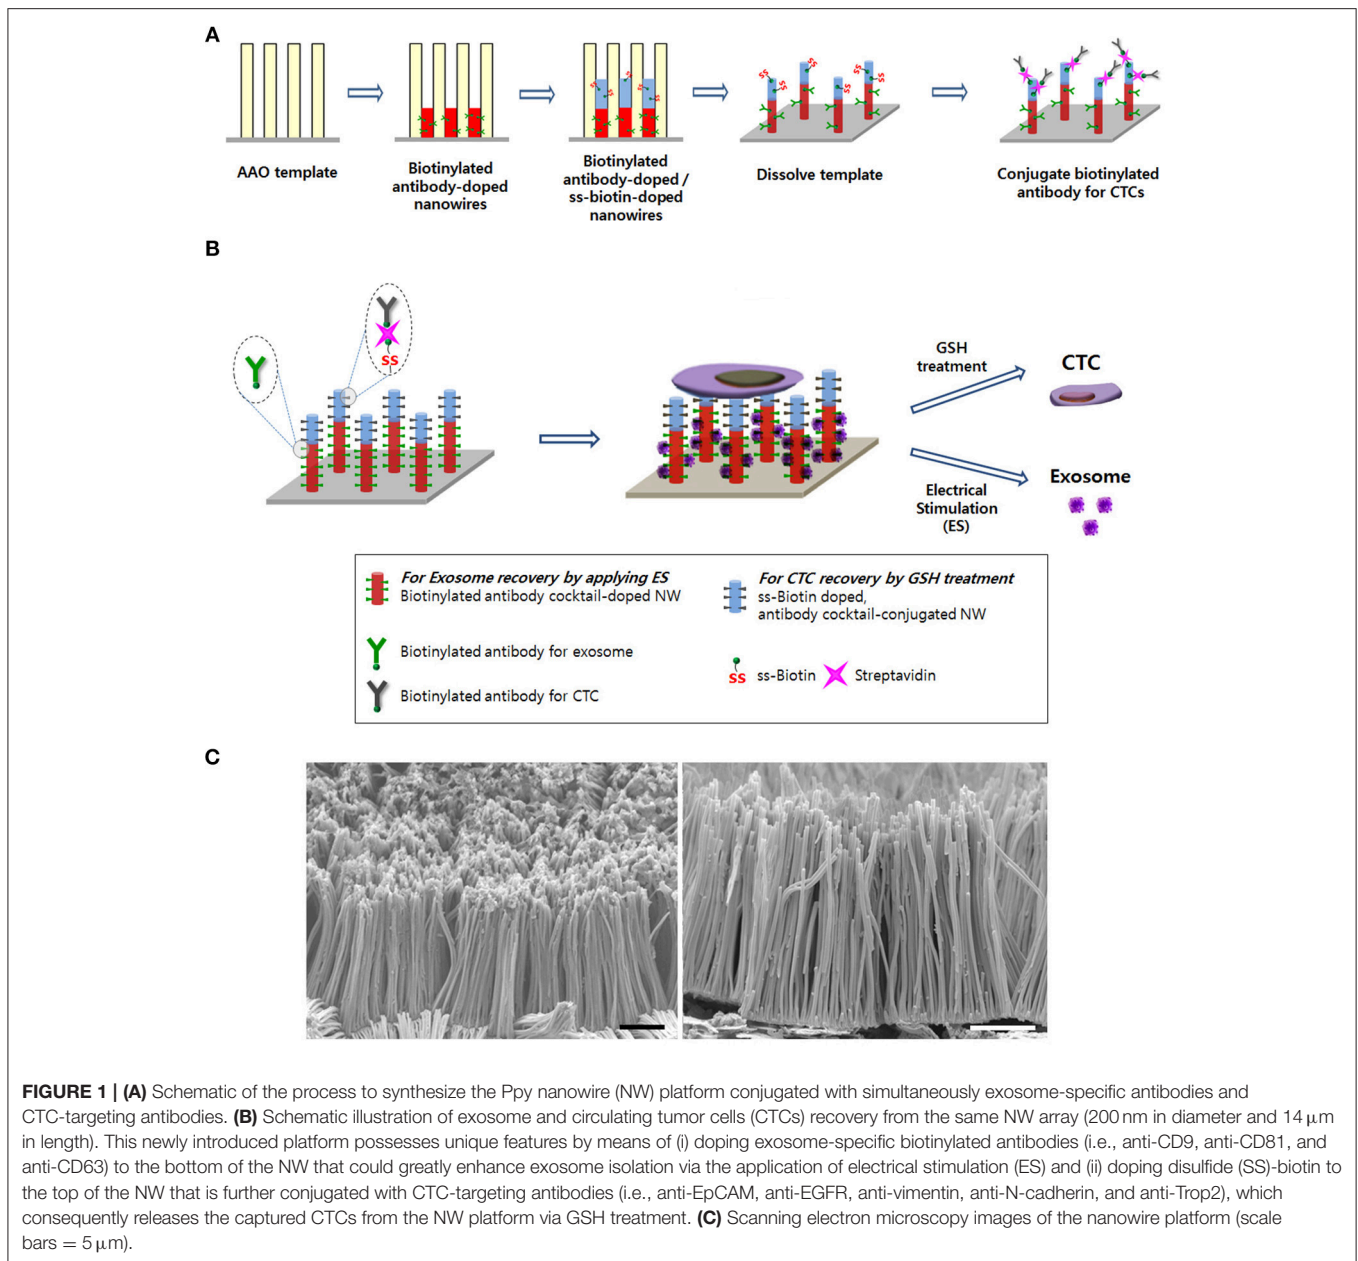 A
ss
ss
ss
ss
ss
ss
ss
ss
ss
ss
AAO template
Biotinylated
antibody-doped
nanowires
Biotinylated
antibody-doped /
ss-biotin-doped
nanowires
Dissolve template
Conjugate biotinylated
antibody for CTCs
B
SS
GSH
treatment
CTC
Electrical
Stimulation
(ES)
Exosome
For Exosome recovery by applying ES
Biotinylated antibody cocktail-doped NW
For CTC recovery by GSH treatment
ss-Biotin doped,
antibody cocktail-conjugated NW
Biotinylated antibody for exosome
Biotinylated antibody for CTC
SS
ss-Biotin
Streptavidin
C
FIGURE 1 | (A) Schematic of the process to synthesize the Ppy nanowire (NW) platform conjugated with simultaneously exosome-specific antibodies and
CTC-targeting antibodies. (B) Schematic illustration of exosome and circulating tumor cells (CTCs) recovery from the same NW array (200 nm in diameter and 14 μm
in length). This newly introduced platform possesses unique features by means of (i) doping exosome-specific biotinylated antibodies (i.e., anti-CD9, anti-CD81, and
anti-CD63) to the bottom of the NW that could greatly enhance exosome isolation via the application of electrical stimulation (ES) and (ii) doping disulfide (SS)-biotin to
the top of the NW that is further conjugated with CTC-targeting antibodies (i.e., anti-EpCAM, anti-EGFR, anti-vimentin, anti-N-cadherin, and anti-Trop2), which
consequently releases the captured CTCs from the NW platform via GSH treatment. (C) Scanning electron microscopy images of the nanowire platform (scale
bars = 5 μm).